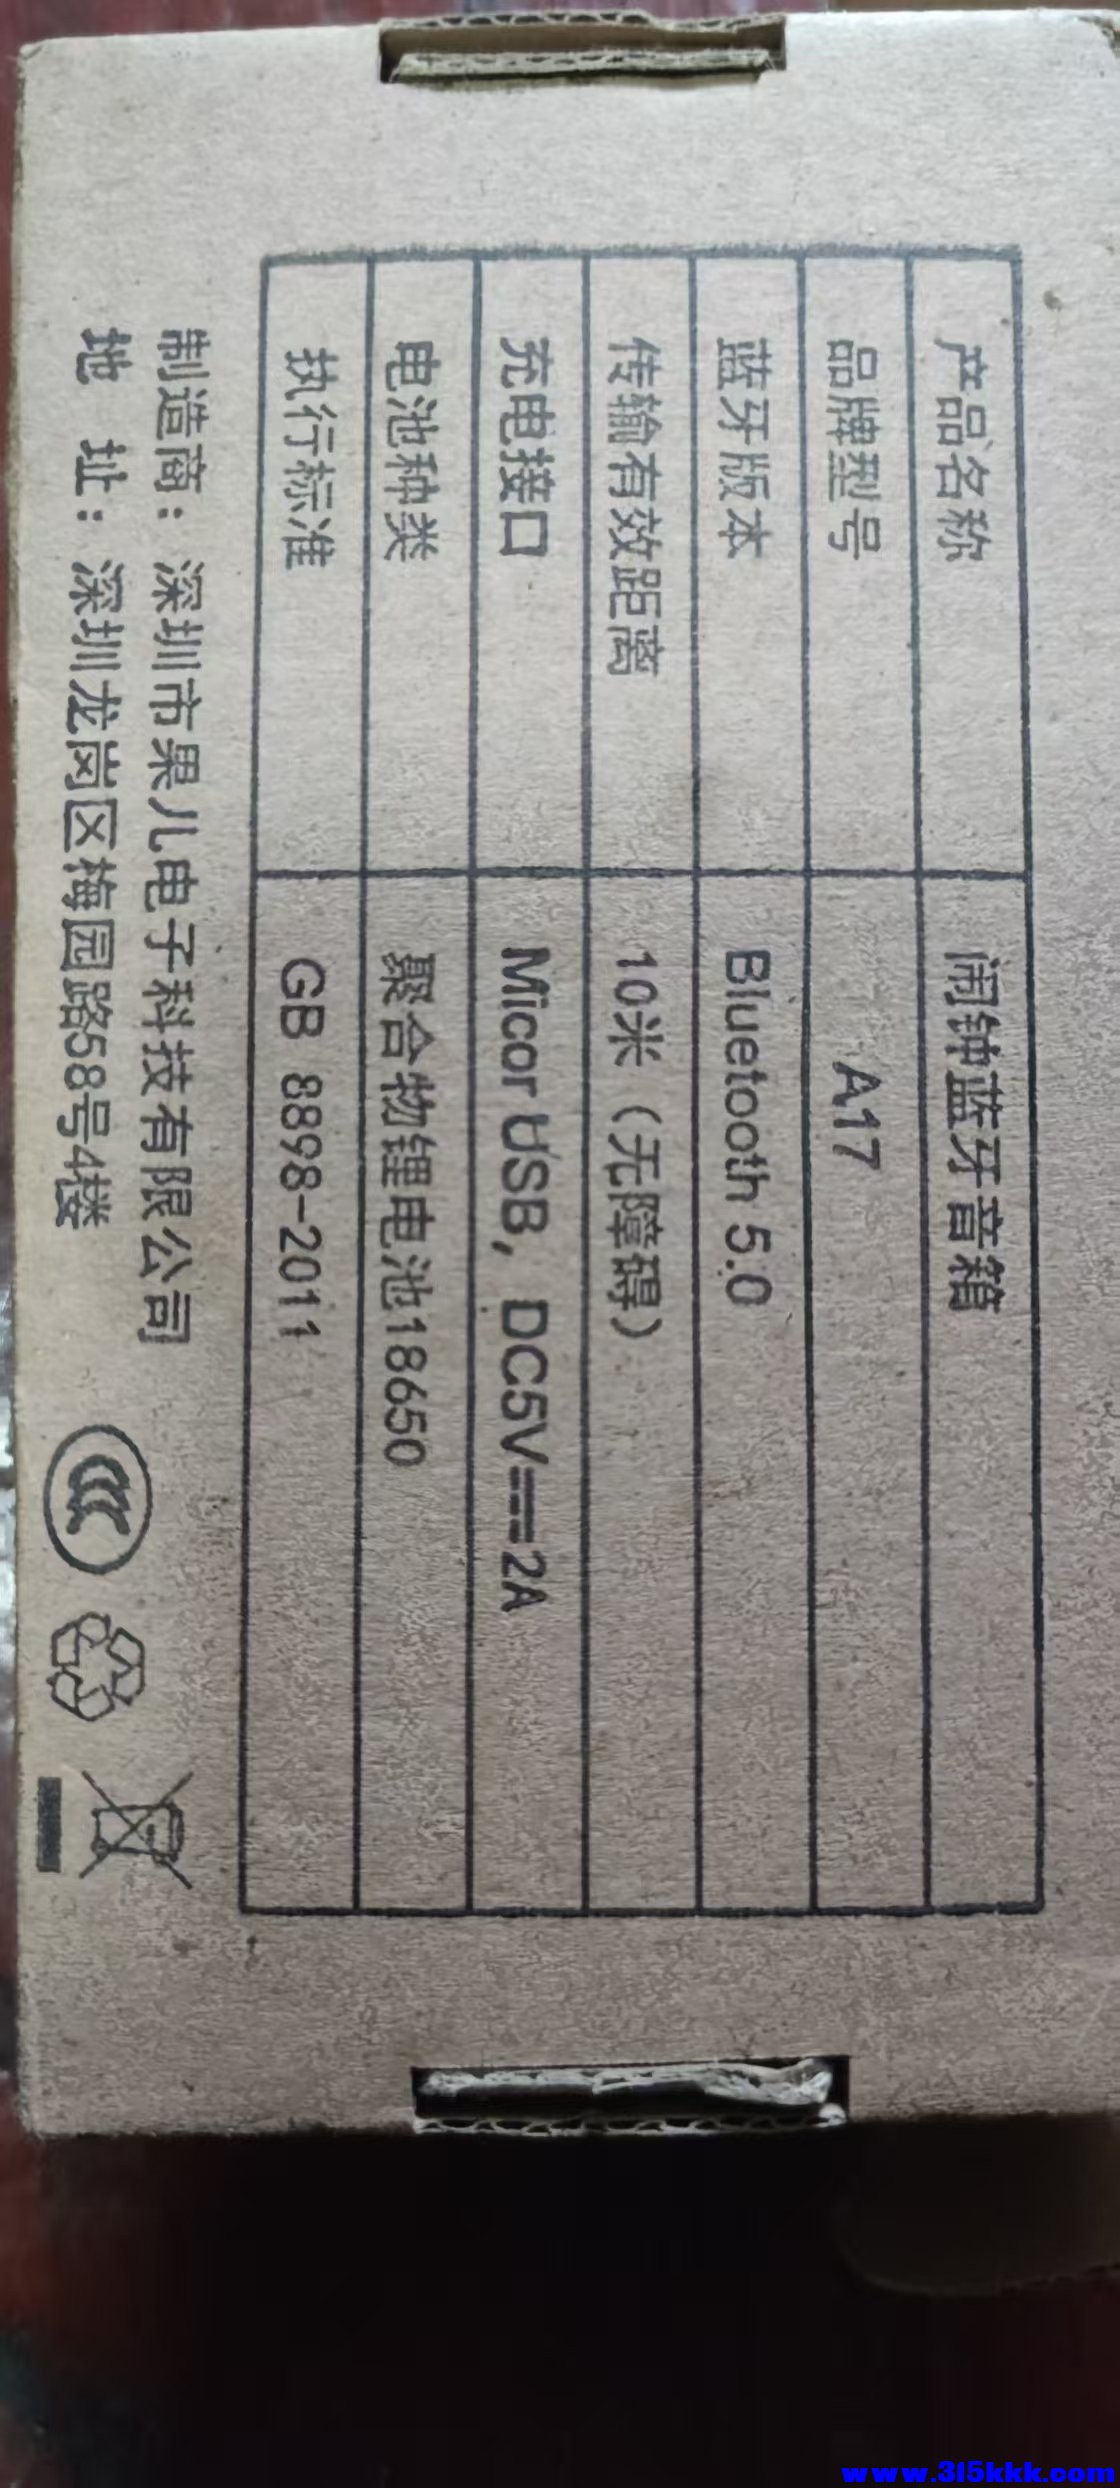 产品名称 闹钟蓝牙音箱
品牌型号 A17
蓝牙版本 Bluetooth 5.0
传输有效距离 10米（无障碍）
充电接口 Micor USB, DC5V⎓2A
电池种类 聚合物锂电池18650
执行标准 GB 8898-2011
制造商：深圳市果儿电子科技有限公司
地 址：深圳龙岗区梅园路58号4楼
CCC
www.315kkk.com